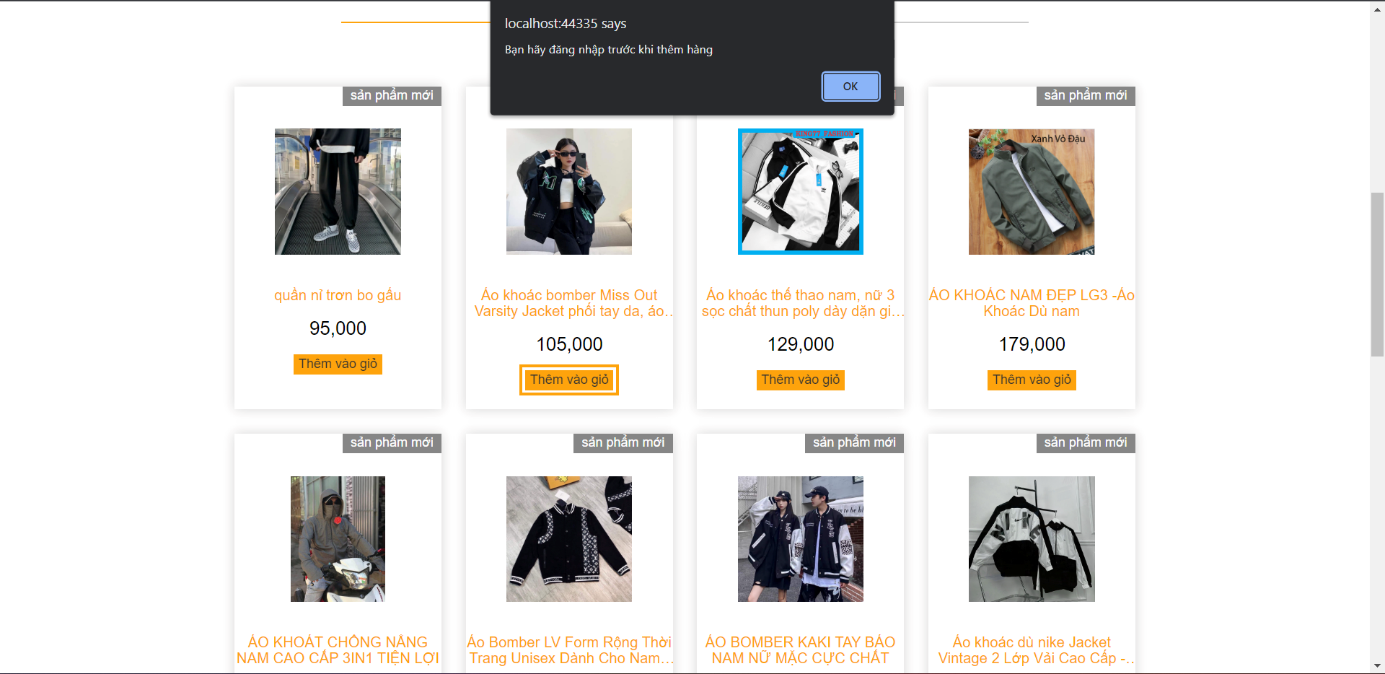 localhost:44335 says
Bạn hãy đăng nhập trước khi thêm hàng
OK
sản phẩm mới
sản phẩm mới
Xanh Vỏ Đậu
quần nỉ trơn bo gấu
95,000
Thêm vào giỏ
Áo khoác bomber Miss Out
Varsity Jacket phối tay da, áo…
105,000
Thêm vào giỏ
Áo khoác thể thao nam, nữ 3
sọc chất thun poly dày dặn gi…
129,000
Thêm vào giỏ
ÁO KHOÁC NAM ĐẸP LG3 -Áo
Khoác Dù nam
179,000
Thêm vào giỏ
sản phẩm mới
sản phẩm mới
sản phẩm mới
sản phẩm mới
ÁO KHOÁT CHỐNG NẮNG
NAM CAO CẤP 3IN1 TIỆN LỢI
Áo Bomber LV Form Rộng Thời
Trang Unisex Dành Cho Nam…
ÁO BOMBER KAKI TAY BÁO
NAM NỮ MẶC CỰC CHẤT
Áo khoác dù nike Jacket
Vintage 2 Lớp Vải Cao Cấp -…